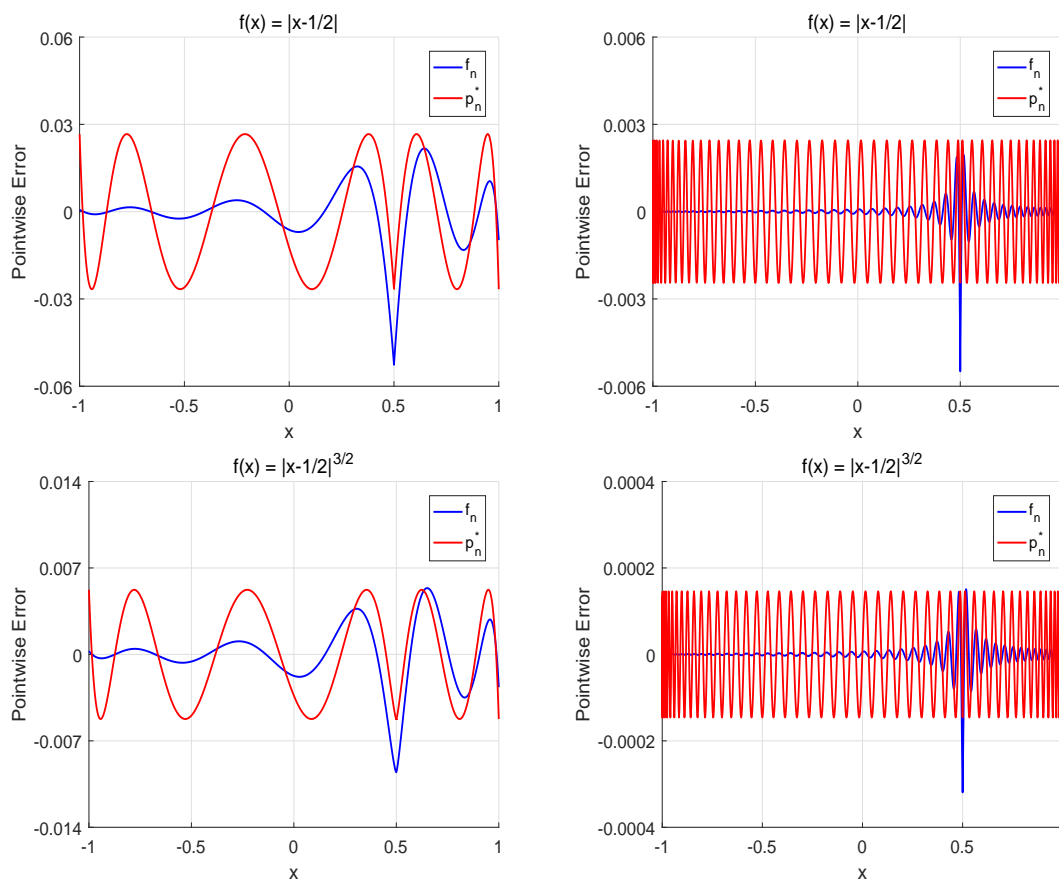 f(x) = |x-1/2|
0.06
0.03
0
-0.03
-0.06
Pointwise Error
-1
-0.5
0
0.5
1
x
f_n
p_n^*
f(x) = |x-1/2|
0.006
0.003
0
-0.003
-0.006
Pointwise Error
-1
-0.5
0
0.5
x
f_n
p_n^*
f(x) = |x-1/2|^{3/2}
0.014
0.007
0
-0.007
-0.014
Pointwise Error
-1
-0.5
0
0.5
1
x
f_n
p_n^*
f(x) = |x-1/2|^{3/2}
0.0004
0.0002
0
-0.0002
-0.0004
Pointwise Error
-1
-0.5
0
0.5
x
f_n
p_n^*